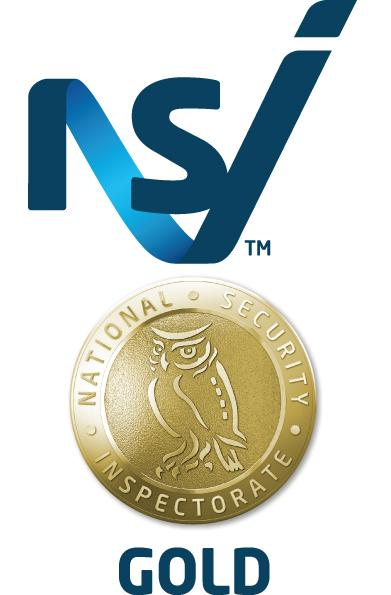 nsi
TM
NATIONAL • SECURITY
• INSPECTORATE •
GOLD